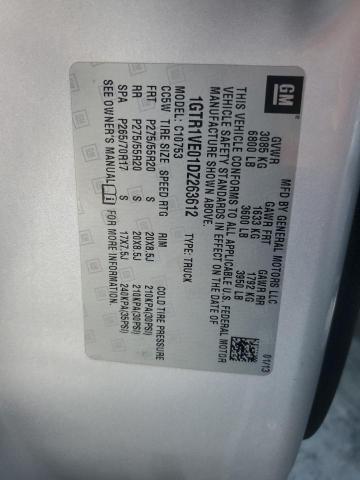 GM
MFD BY GENERAL MOTORS LLC
01/13
GVWR GAWR FRT GAWR RR
3085 KG 1633 KG 1792 KG
6800 LB 3600 LB 3950 LB
THIS VEHICLE CONFORMS TO ALL APPLICABLE U.S. FEDERAL MOTOR
VEHICLE SAFETY STANDARDS IN EFFECT ON THE DATE OF
MANUFACTURE SHOWN ABOVE.
1GTR1VE01DZ263612 TYPE: TRUCK
MODEL: C10753
CC5W TIRE SIZE SPEED RTG RIM COLD TIRE PRESSURE
FRT P275/55R20 S 20X8.5J 210KPA(30PSI)
RR P275/55R20 S 20X8.5J 210KPA(30PSI)
SPA P265/70R17 S 17X7.5J 240KPA(35PSI)
SEE OWNER'S MANUAL FOR MORE INFORMATION.